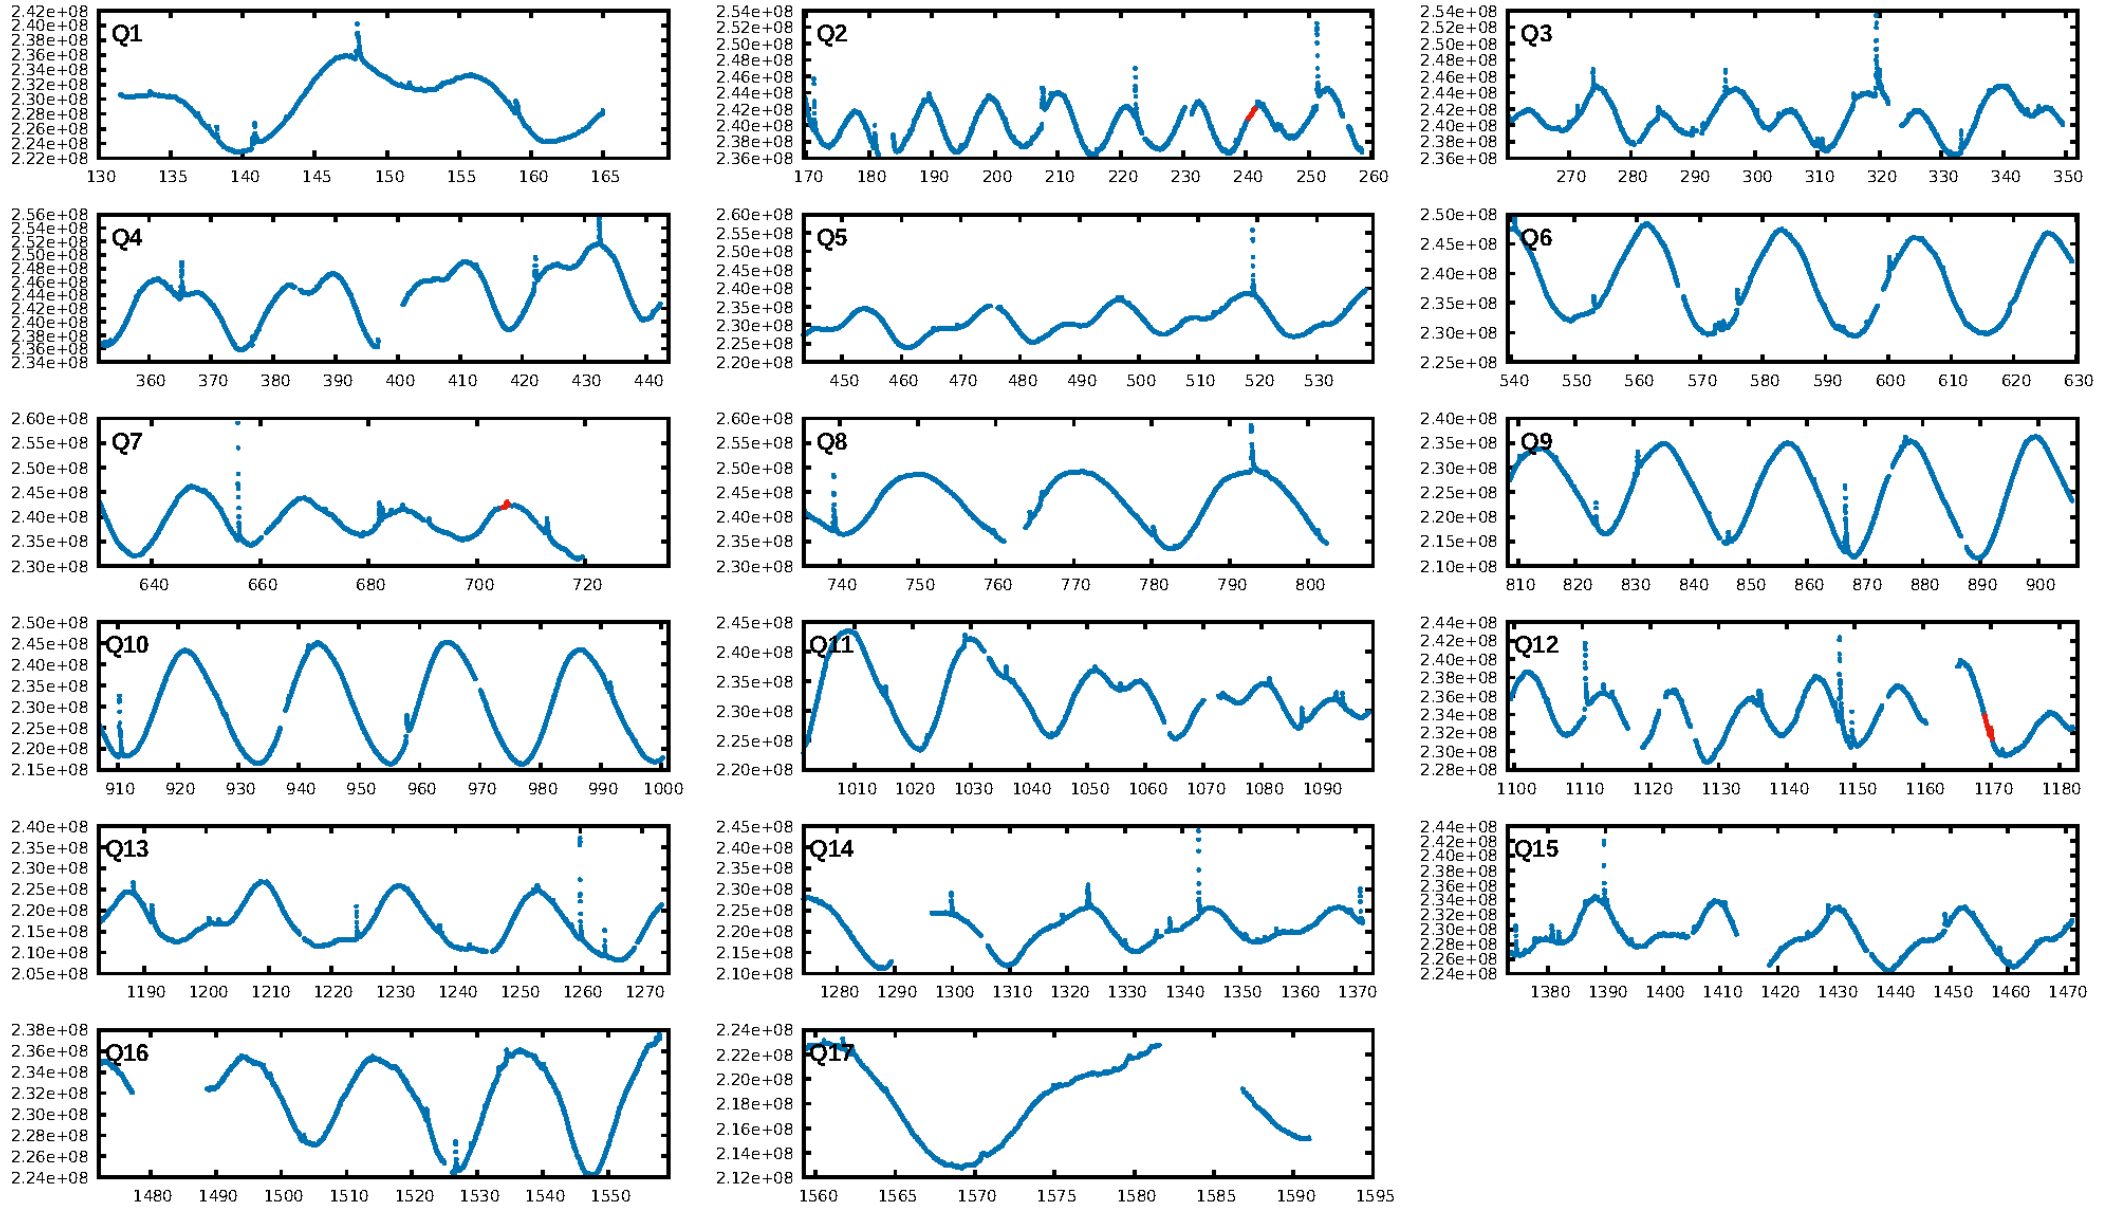 Q1
2.42e+08
2.40e+08
2.38e+08
2.36e+08
2.34e+08
2.32e+08
2.30e+08
2.28e+08
2.26e+08
2.24e+08
2.22e+08
130 135 140 145 150 155 160 165
Q2
2.54e+08
2.52e+08
2.50e+08
2.48e+08
2.46e+08
2.44e+08
2.42e+08
2.40e+08
2.38e+08
2.36e+08
170 180 190 200 210 220 230 240 250 260
Q3
2.54e+08
2.52e+08
2.50e+08
2.48e+08
2.46e+08
2.44e+08
2.42e+08
2.40e+08
2.38e+08
2.36e+08
270 280 290 300 310 320 330 340 350
Q4
2.56e+08
2.54e+08
2.52e+08
2.50e+08
2.48e+08
2.46e+08
2.44e+08
2.42e+08
2.40e+08
2.38e+08
2.36e+08
2.34e+08
360 370 380 390 400 410 420 430 440
Q5
2.60e+08
2.55e+08
2.50e+08
2.45e+08
2.40e+08
2.35e+08
2.30e+08
2.25e+08
2.20e+08
450 460 470 480 490 500 510 520 530
Q6
2.50e+08
2.45e+08
2.40e+08
2.35e+08
2.30e+08
2.25e+08
540 550 560 570 580 590 600 610 620 630
Q7
2.60e+08
2.55e+08
2.50e+08
2.45e+08
2.40e+08
2.35e+08
2.30e+08
640 660 680 700 720
Q8
2.60e+08
2.55e+08
2.50e+08
2.45e+08
2.40e+08
2.35e+08
2.30e+08
740 750 760 770 780 790 800
Q9
2.40e+08
2.35e+08
2.30e+08
2.25e+08
2.20e+08
2.15e+08
2.10e+08
810 820 830 840 850 860 870 880 890 900
Q10
2.50e+08
2.45e+08
2.40e+08
2.35e+08
2.30e+08
2.25e+08
2.20e+08
2.15e+08
910 920 930 940 950 960 970 980 990 1000
Q11
2.45e+08
2.40e+08
2.35e+08
2.30e+08
2.25e+08
2.20e+08
1010 1020 1030 1040 1050 1060 1070 1080 1090
Q12
2.44e+08
2.42e+08
2.40e+08
2.38e+08
2.36e+08
2.34e+08
2.32e+08
2.30e+08
2.28e+08
1100 1110 1120 1130 1140 1150 1160 1170 1180
Q13
2.40e+08
2.35e+08
2.30e+08
2.25e+08
2.20e+08
2.15e+08
2.10e+08
2.05e+08
1190 1200 1210 1220 1230 1240 1250 1260 1270
Q14
2.45e+08
2.40e+08
2.35e+08
2.30e+08
2.25e+08
2.20e+08
2.15e+08
2.10e+08
1280 1290 1300 1310 1320 1330 1340 1350 1360 1370
Q15
2.44e+08
2.42e+08
2.40e+08
2.38e+08
2.36e+08
2.34e+08
2.32e+08
2.30e+08
2.28e+08
2.26e+08
2.24e+08
1380 1390 1400 1410 1420 1430 1440 1450 1460 1470
Q16
2.38e+08
2.36e+08
2.34e+08
2.32e+08
2.30e+08
2.28e+08
2.26e+08
2.24e+08
1480 1490 1500 1510 1520 1530 1540 1550
Q17
2.24e+08
2.22e+08
2.20e+08
2.18e+08
2.16e+08
2.14e+08
2.12e+08
1560 1565 1570 1575 1580 1585 1590 1595